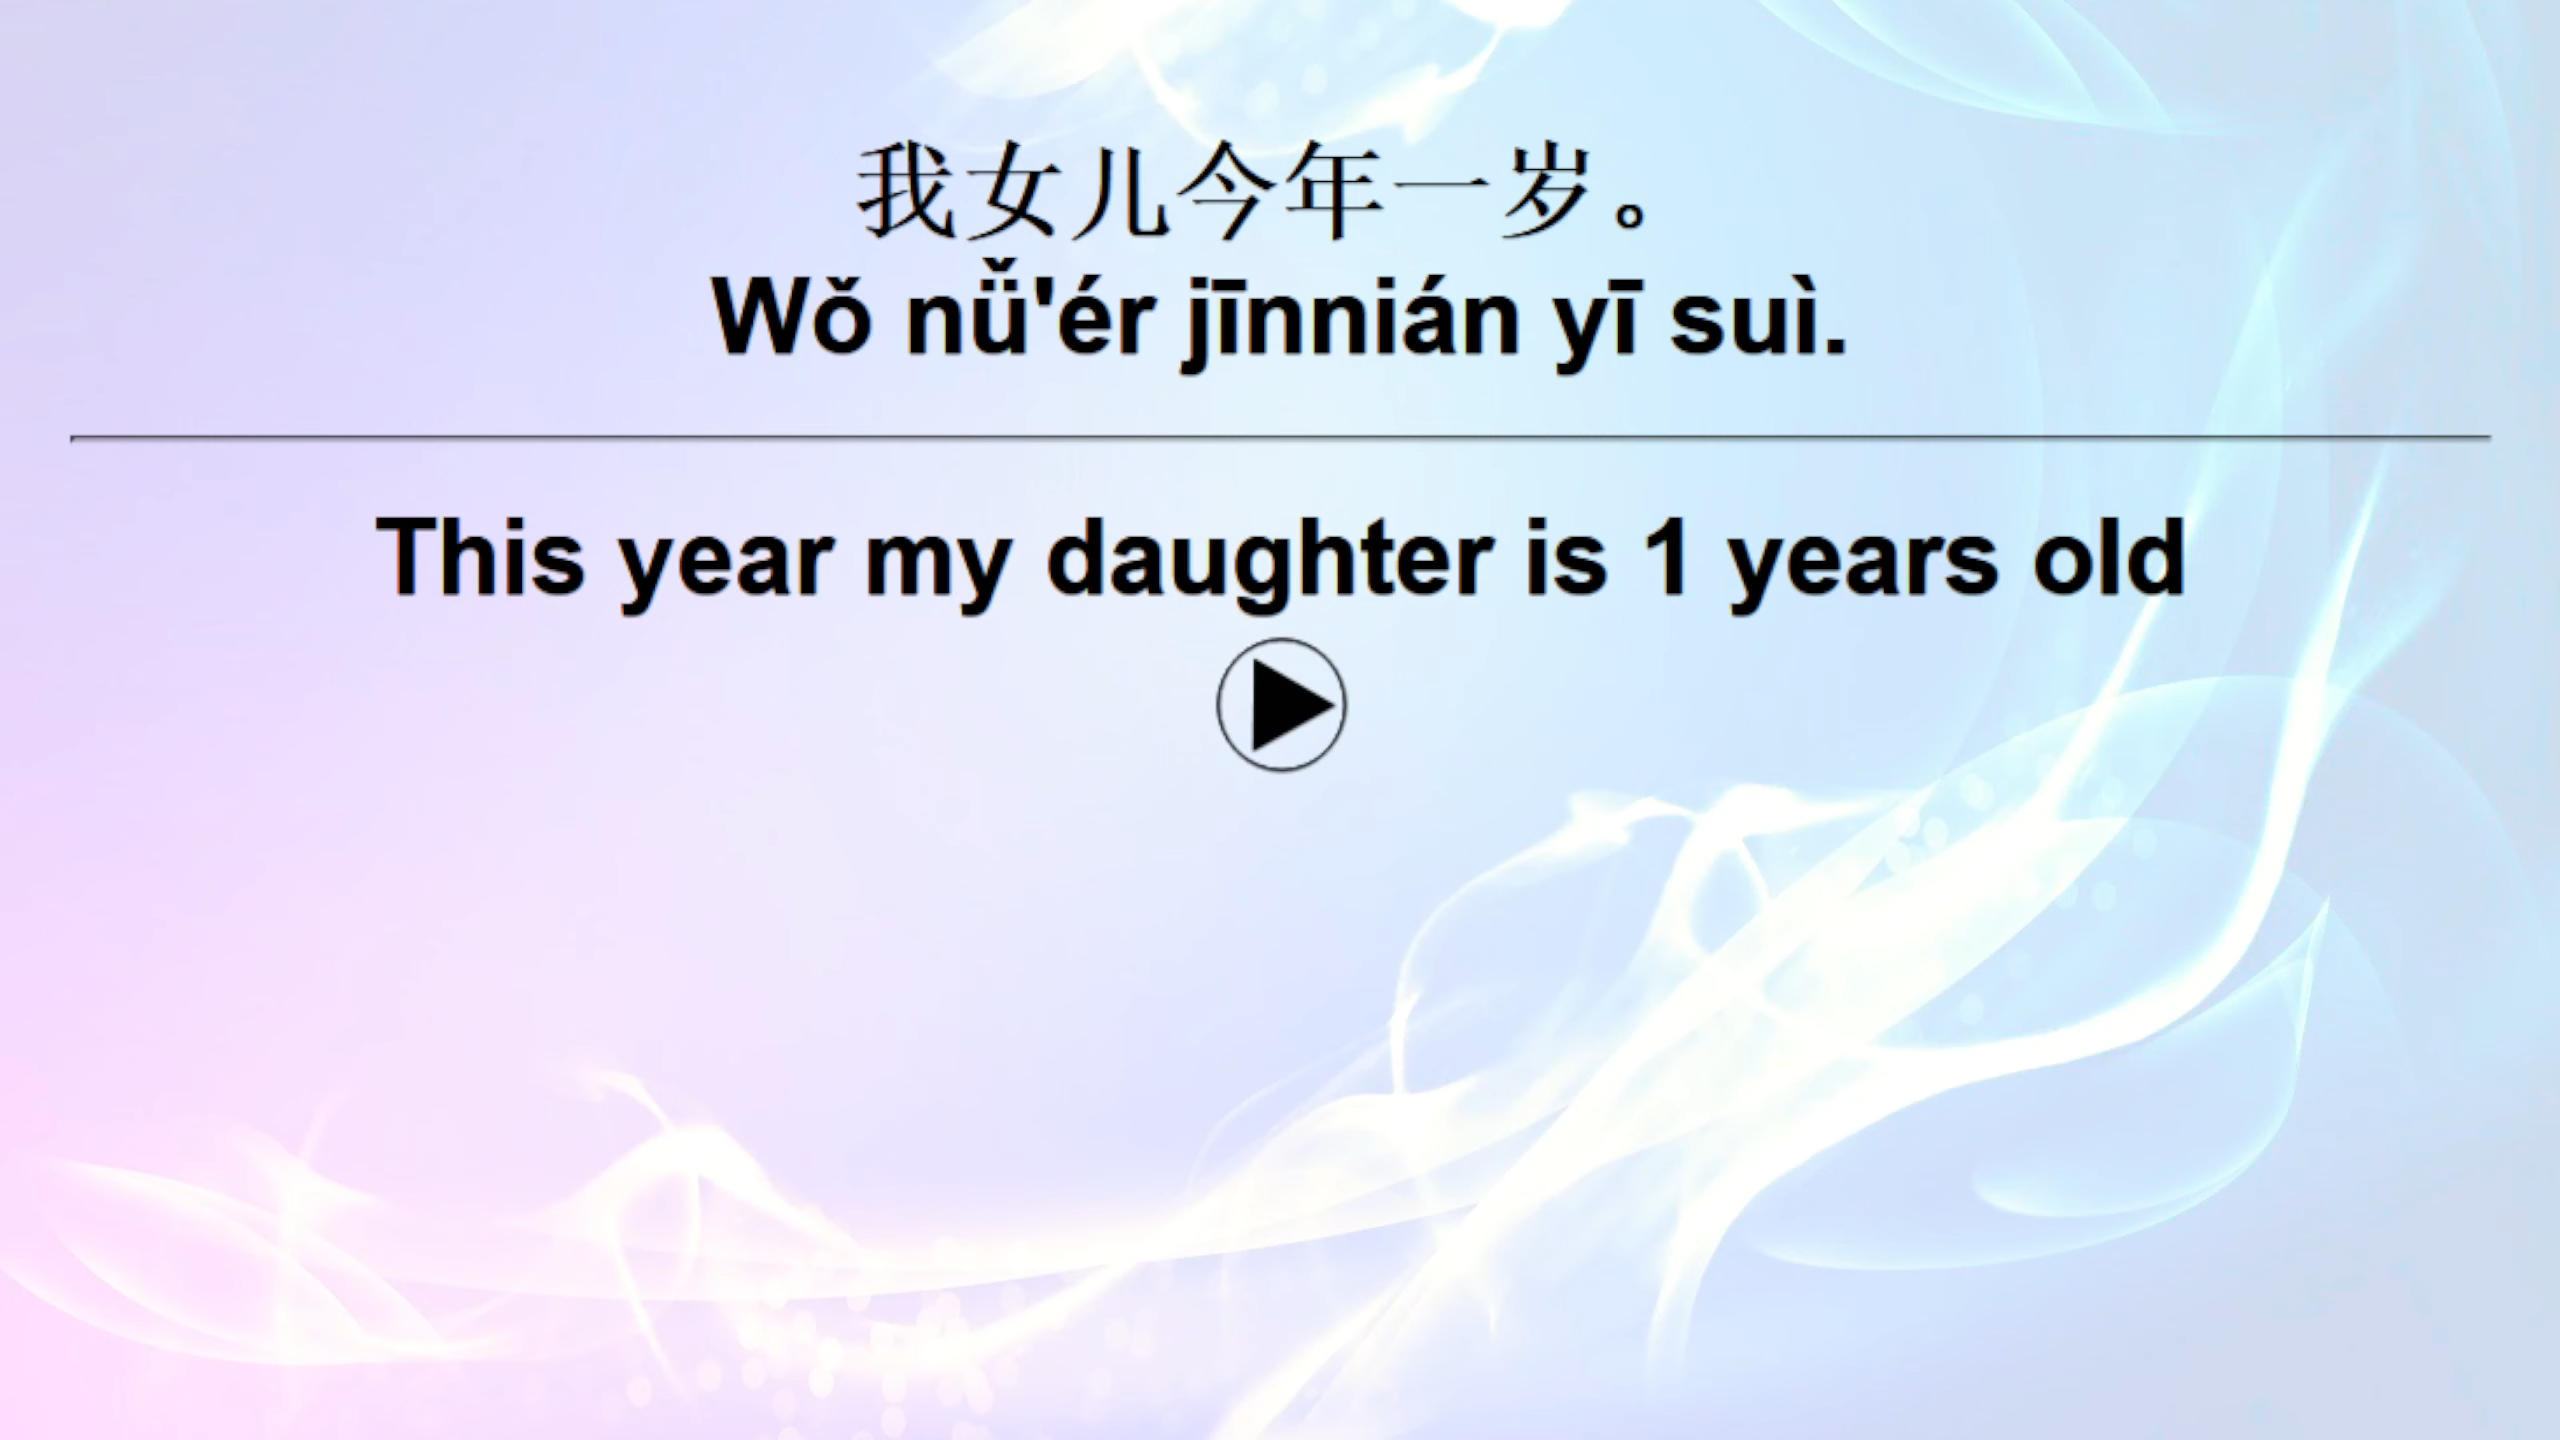 我女儿今年一岁。
Wǒ nǚ'ér jīnnián yī suì.
This year my daughter is 1 years old